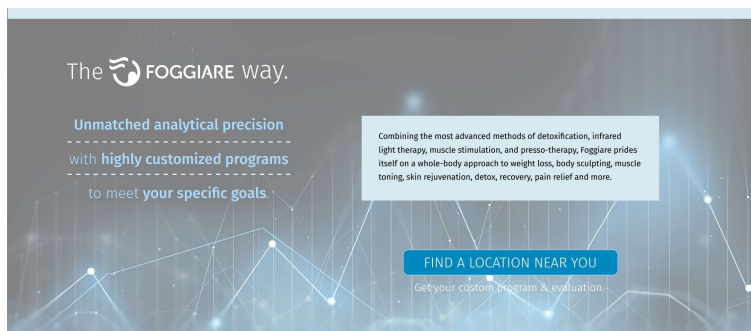 The FOGGIARE way.
Unmatched analytical precision
with highly customized programs
to meet your specific goals.
Combining the most advanced methods of detoxification, infrared
light therapy, muscle stimulation, and presso-therapy, Foggiare prides
itself on a whole-body approach to weight loss, body sculpting, muscle
toning, skin rejuvenation, detox, recovery, pain relief and more.
FIND A LOCATION NEAR YOU
Get your custom program & evaluation.